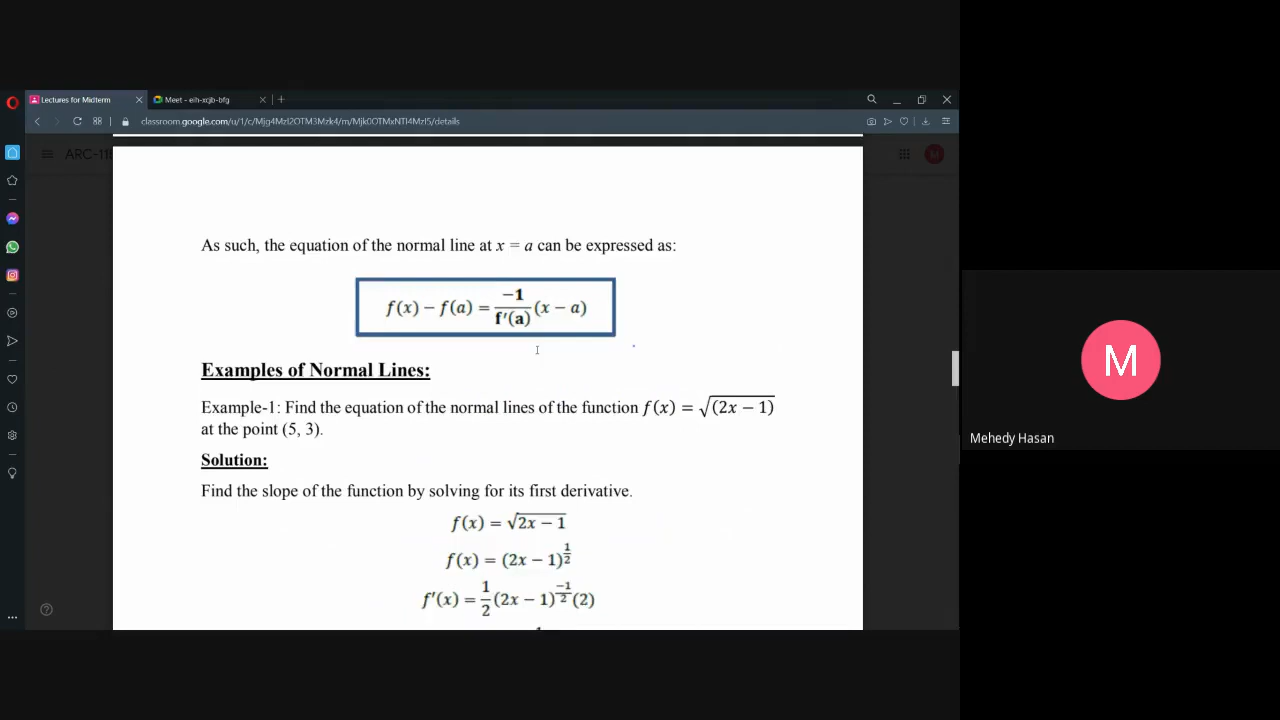 Lectures for Midterm
Meet - eih-xqjb-bfg
classroom.google.com/u/1/c/Mjg4MzI2OTM3Mzk4/m/Mjk0OTMxNTI4MzI5/details
ARC-115
M
As such, the equation of the normal line at x = a can be expressed as:
f(x) − f(a) = −1/f′(a) (x − a)
Examples of Normal Lines:
Example-1: Find the equation of the normal lines of the function f(x) = √(2x − 1)
at the point (5, 3).
Solution:
Find the slope of the function by solving for its first derivative.
f(x) = √2x − 1
f(x) = (2x − 1)^1/2
f′(x) = 1/2 (2x − 1)^−1/2 (2)
M
Mehedy Hasan